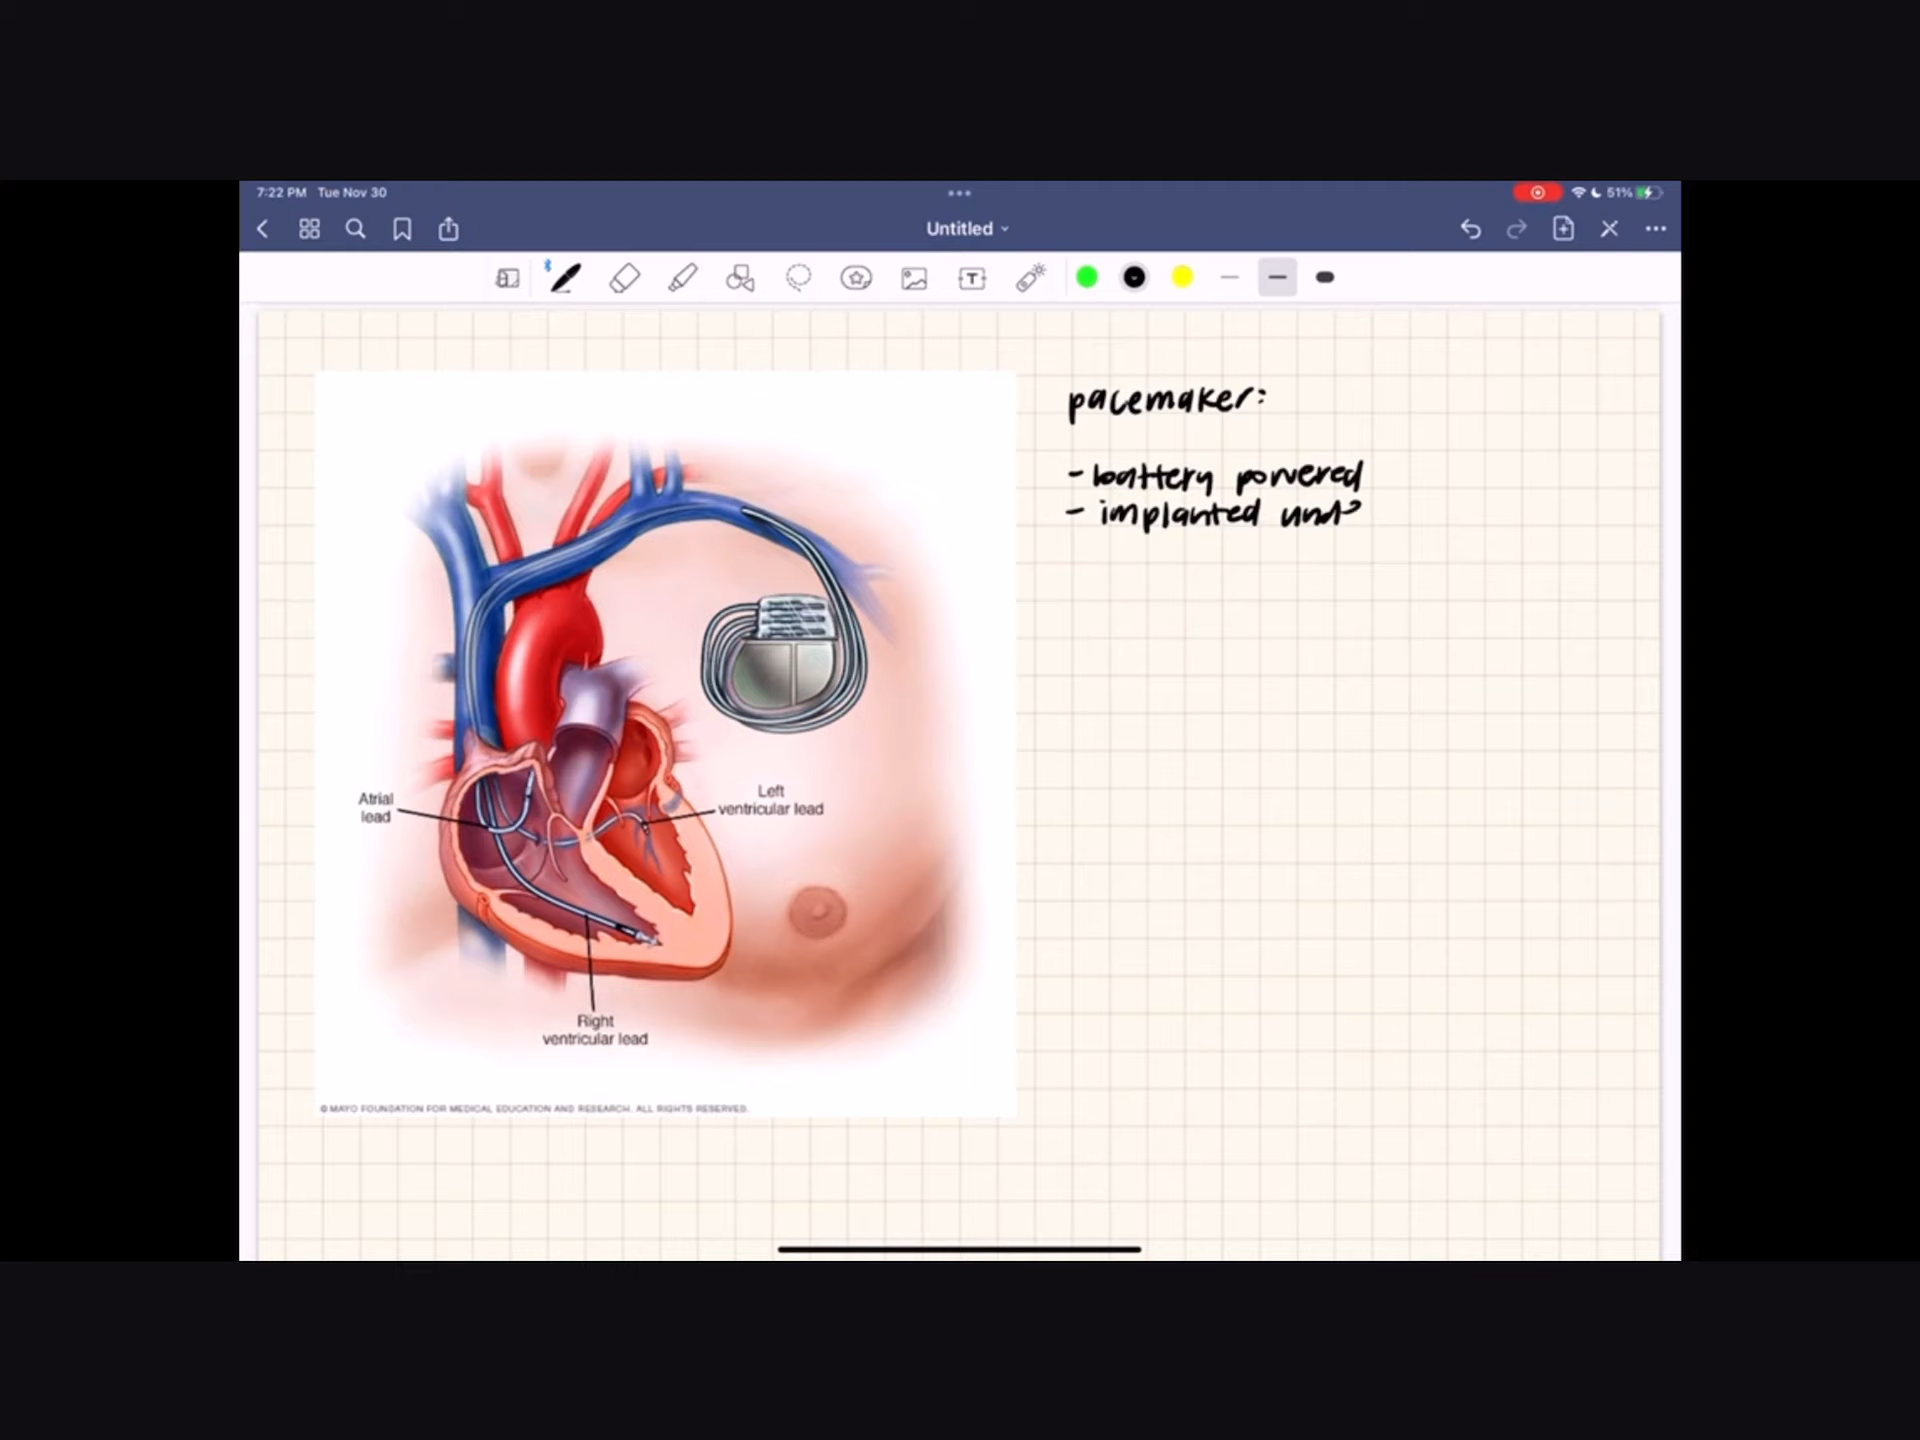 7:22 PM Tue Nov 30
51%
Untitled
pacemaker:
- battery powered
- implanted
Atrial
lead
Left
ventricular lead
Right
ventricular lead
© MAYO FOUNDATION FOR MEDICAL EDUCATION AND RESEARCH. ALL RIGHTS RESERVED.